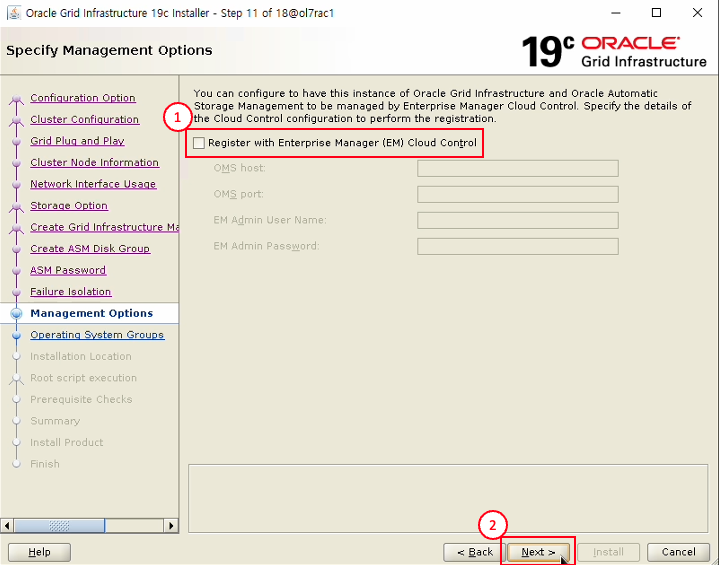 Oracle Grid Infrastructure 19c Installer - Step 11 of 18@ol7rac1
Specify Management Options
19c ORACLE
Grid Infrastructure
Configuration Option
Cluster Configuration
Grid Plug and Play
Cluster Node Information
Network Interface Usage
Storage Option
Create Grid Infrastructure Ma
Create ASM Disk Group
ASM Password
Failure Isolation
Management Options
Operating System Groups
Installation Location
Root script execution
Prerequisite Checks
Summary
Install Product
Finish
You can configure to have this instance of Oracle Grid Infrastructure and Oracle Automatic
Storage Management to be managed by Enterprise Manager Cloud Control. Specify the details of
the Cloud Control configuration to perform the registration.
1
Register with Enterprise Manager (EM) Cloud Control
OMS host:
OMS port:
EM Admin User Name:
EM Admin Password:
2
Help
< Back
Next >
Install
Cancel